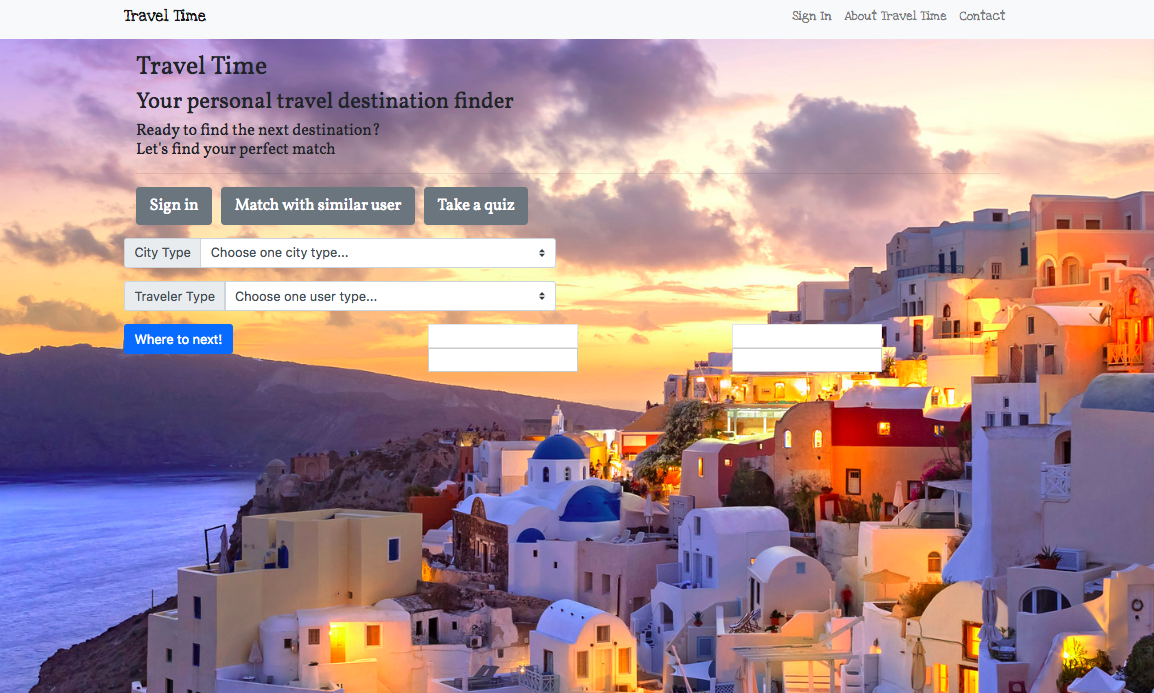 Travel Time
Sign In About Travel Time Contact
Travel Time
Your personal travel destination finder
Ready to find the next destination?
Let's find your perfect match
Sign in Match with similar user Take a quiz
City Type Choose one city type...
Traveler Type Choose one user type...
Where to next!